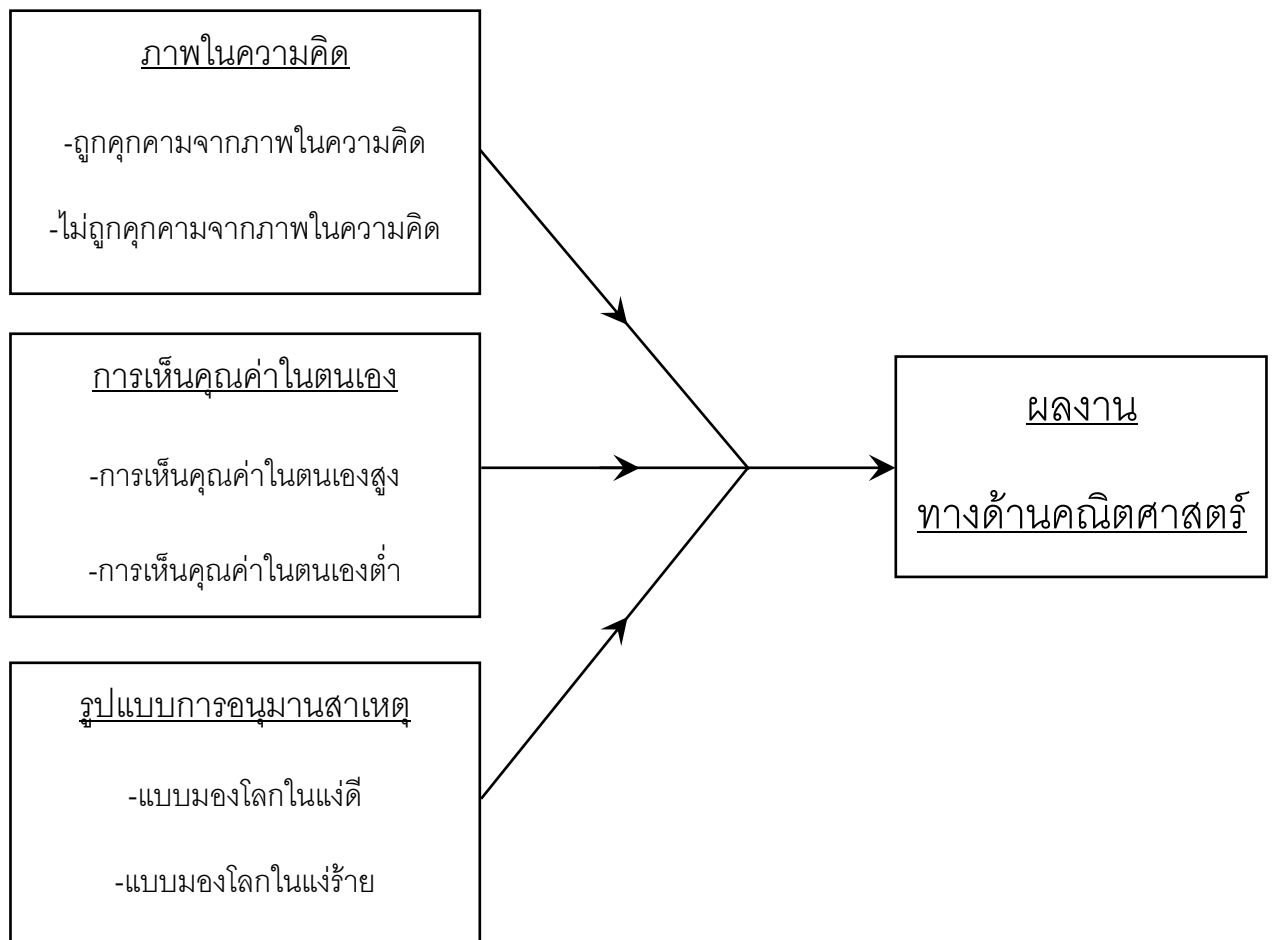 ภาพในความคิด
-ถูกคุกคามจากภาพในความคิด
-ไม่ถูกคุกคามจากภาพในความคิด
การเห็นคุณค่าในตนเอง
-การเห็นคุณค่าในตนเองสูง
-การเห็นคุณค่าในตนเองต่ำ
รูปแบบการอนุมานสาเหตุ
-แบบมองโลกในแง่ดี
-แบบมองโลกในแง่ร้าย
ผลงาน
ทางด้านคณิตศาสตร์